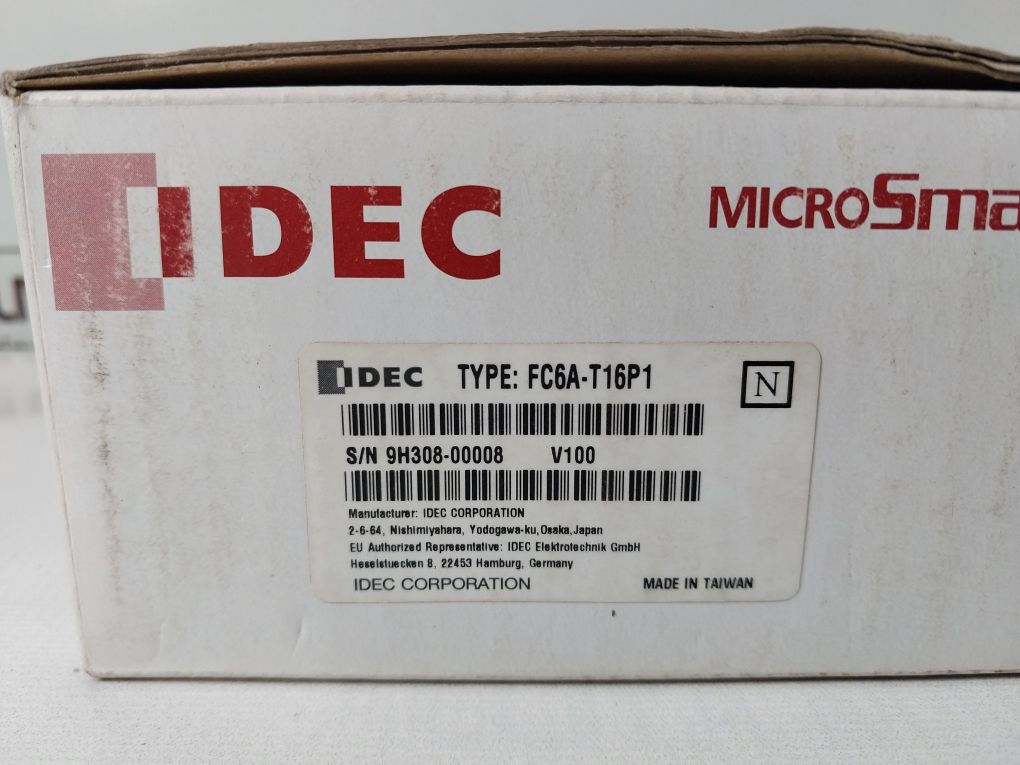 IDEC
MICROSma
IDEC TYPE: FC6A-T16P1 N
S/N 9H308-00008 V100
Manufacturer: IDEC CORPORATION
2-6-64, Nishimiyahara, Yodogawa-ku,Osaka,Japan
EU Authorized Representative: IDEC Elektrotechnik GmbH
Heselstuecken 8, 22453 Hamburg, Germany
IDEC CORPORATION MADE IN TAIWAN